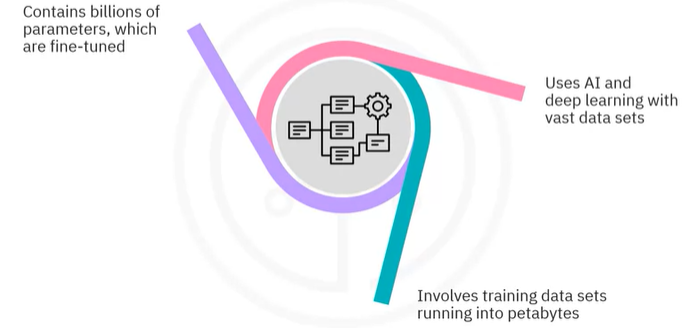 Contains billions of
parameters, which
are fine-tuned
Uses AI and
deep learning with
vast data sets
Involves training data sets
running into petabytes